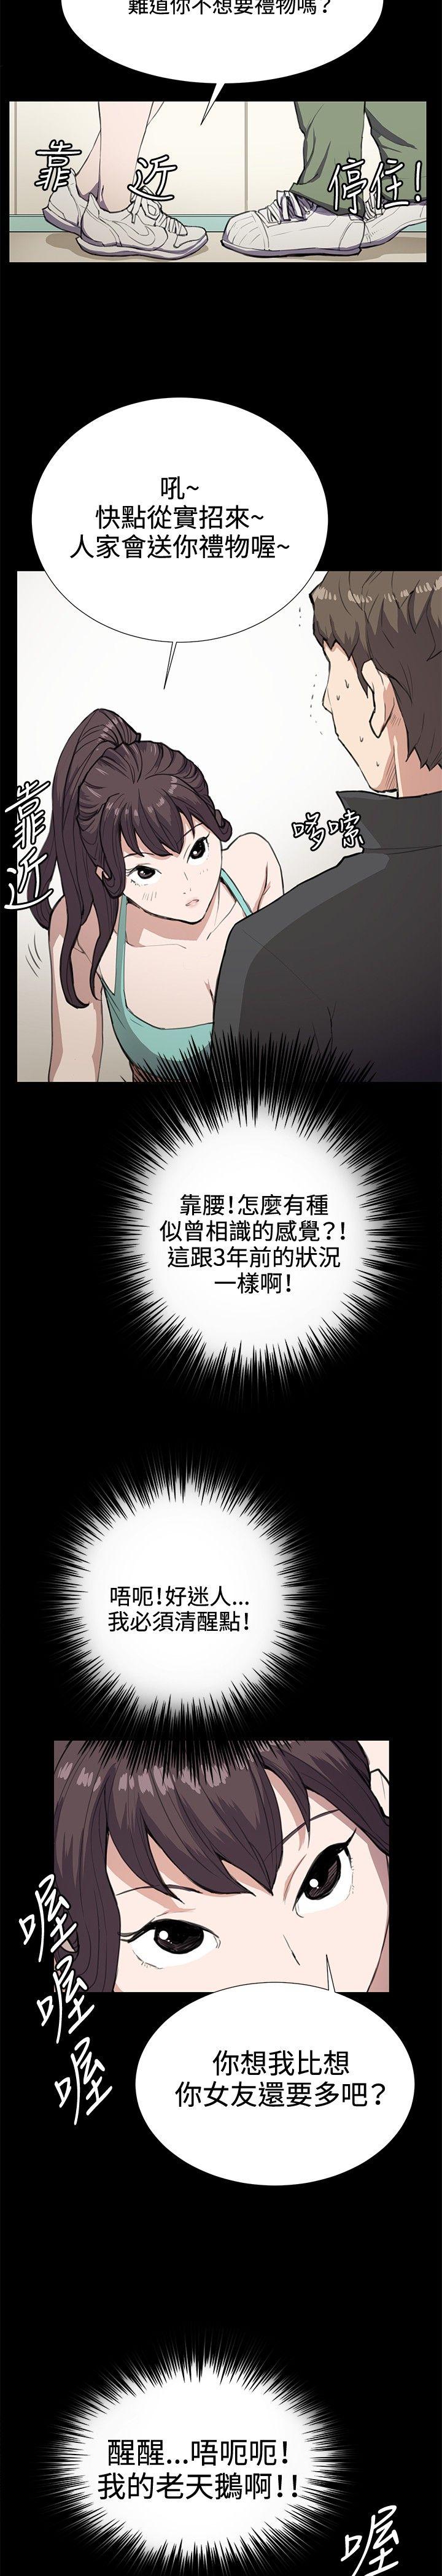 難道你不想要禮物嗎？
靠近
停住！
吼~
快點從實招來~
人家會送你禮物喔~
靠近
哆嗦
靠腰！怎麼有種
似曾相識的感覺？！
這跟3年前的狀況
一樣啊！
唔呃！好迷人...
我必須清醒點！
喔
喔
喔
你想我比想
你女友還要多吧？
醒醒...唔呃呃！
我的老天鵝啊！！
喔